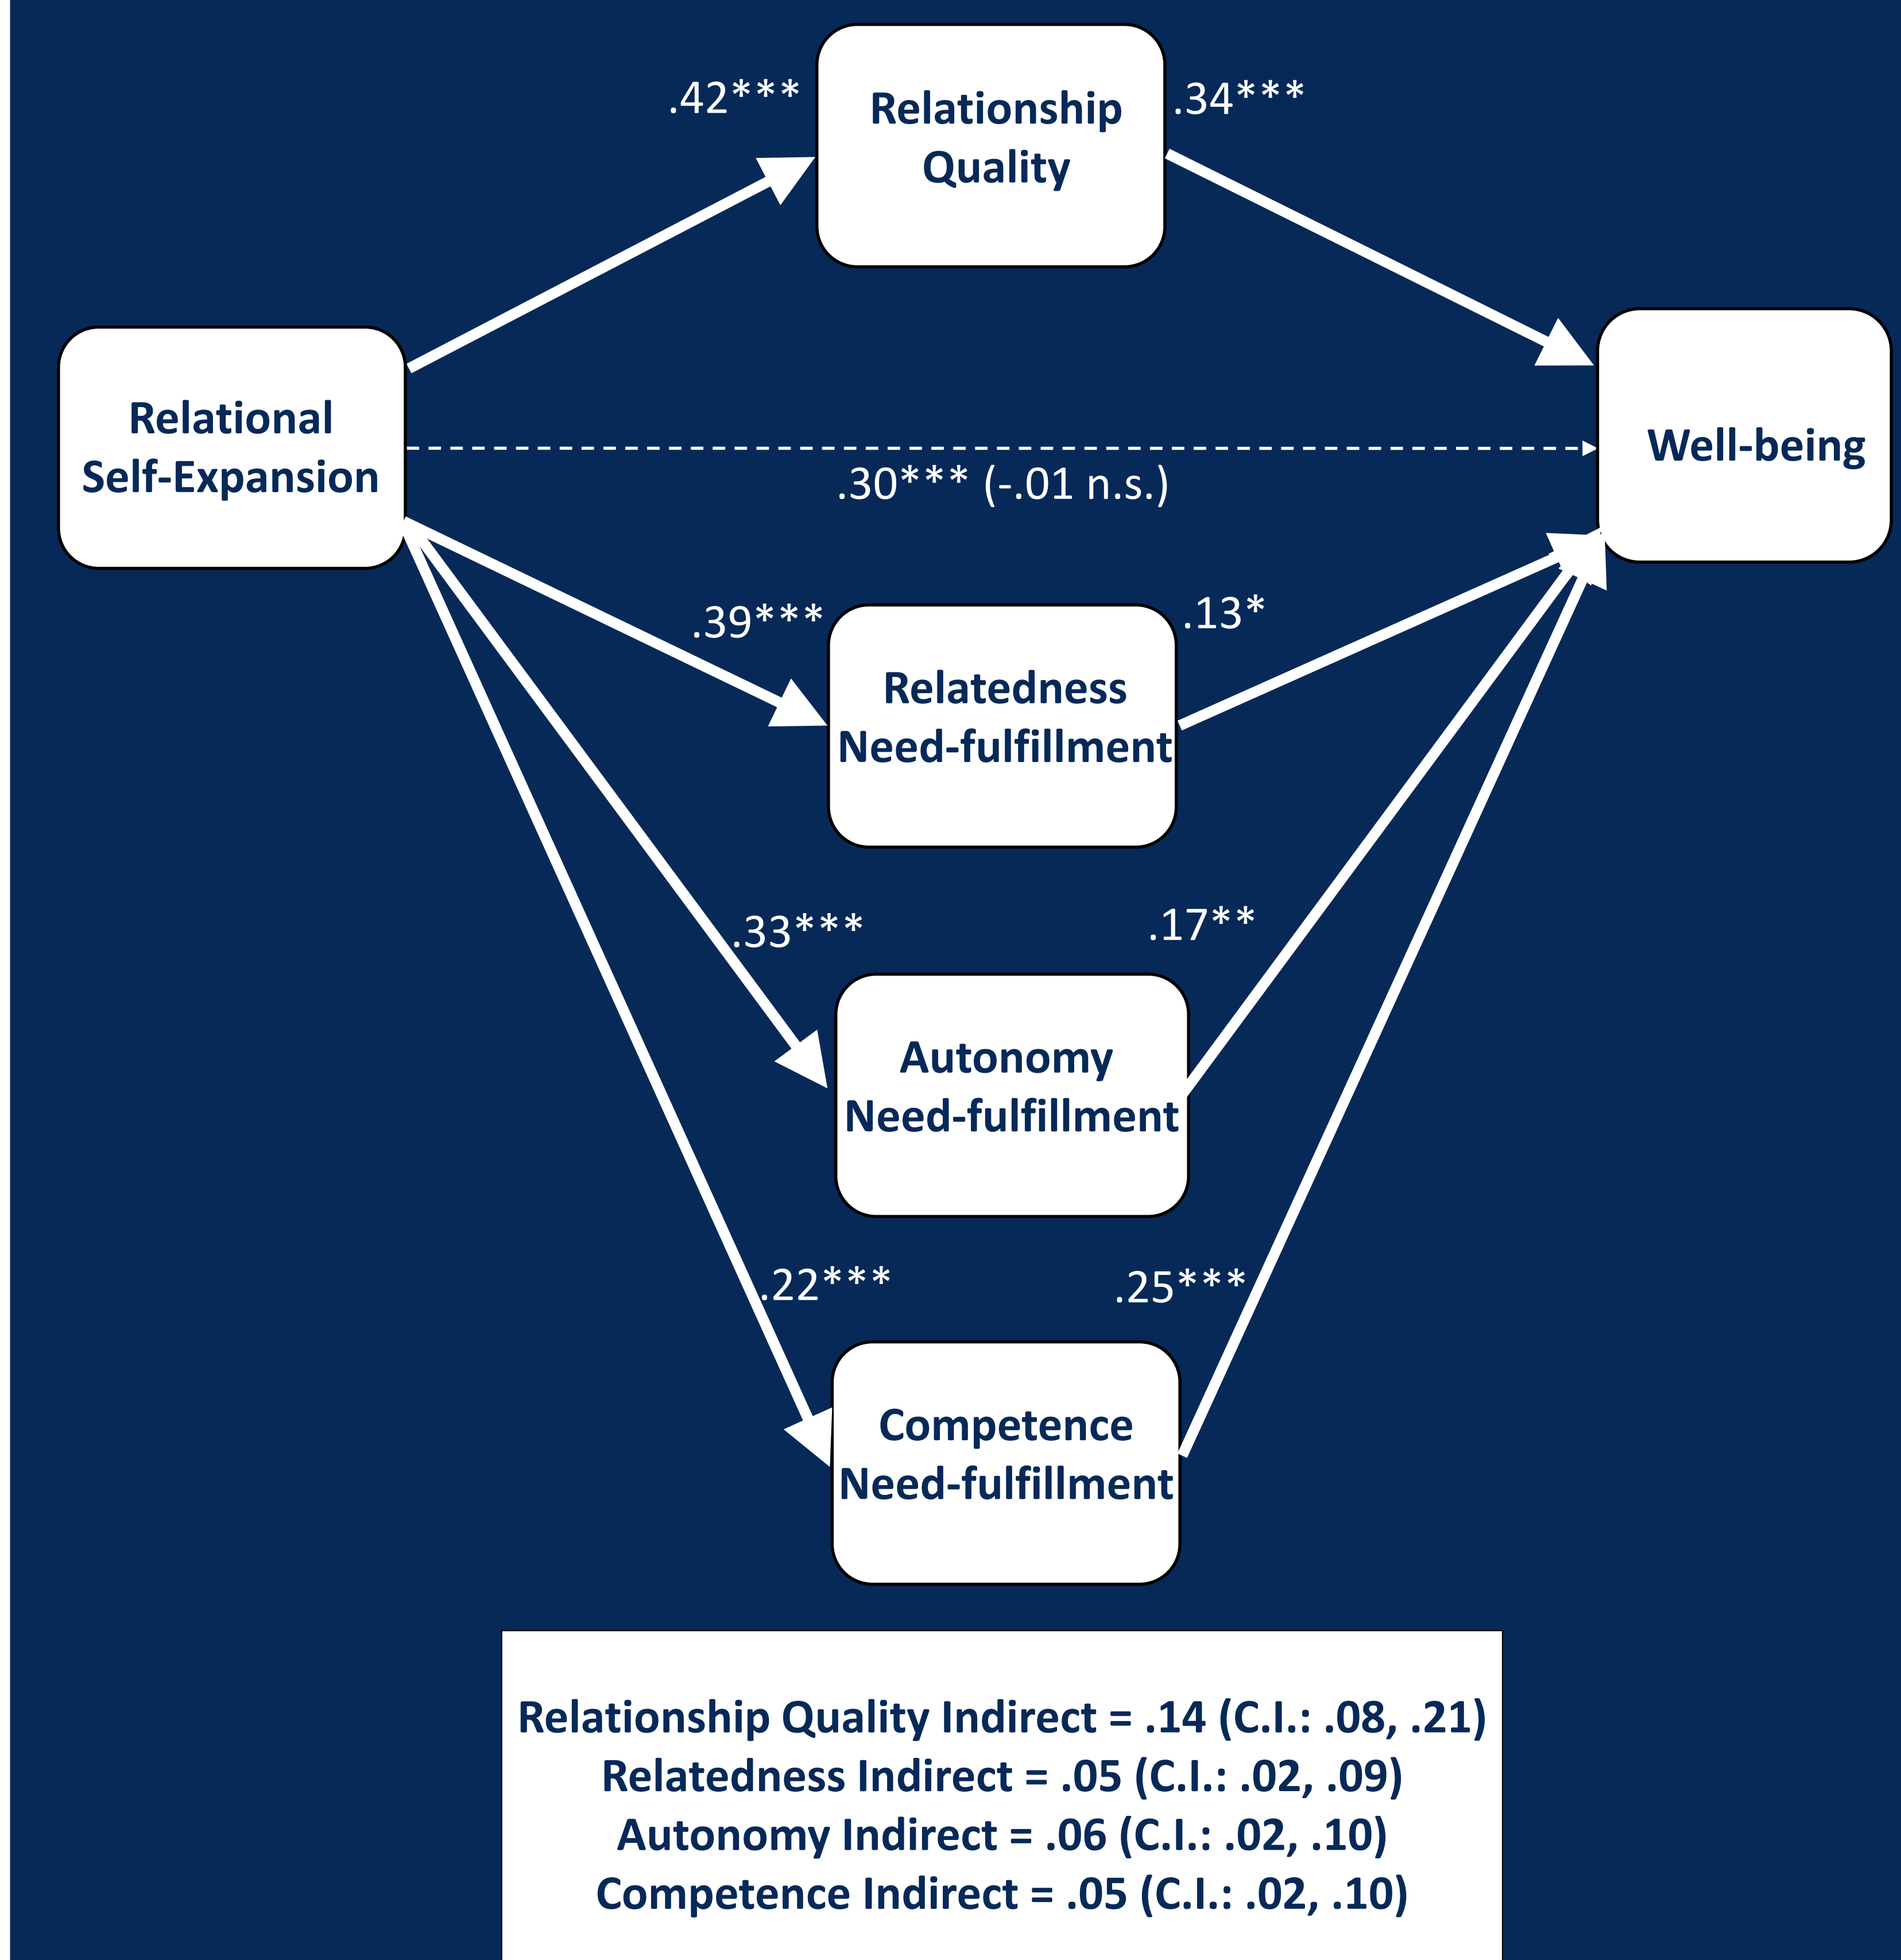 .42***
Relationship
Quality
.34***
Relational
Self-Expansion
.30*** (-.01 n.s.)
Well-being
.39***
Relatedness
Need-fulfillment
.13*
.33***
.17**
Autonomy
Need-fulfillment
.22***
.25***
Competence
Need-fulfillment
Relationship Quality Indirect = .14 (C.I.: .08, .21)
Relatedness Indirect = .05 (C.I.: .02, .09)
Autonomy Indirect = .06 (C.I.: .02, .10)
Competence Indirect = .05 (C.I.: .02, .10)